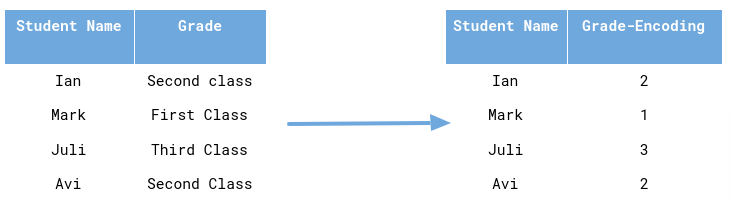 Student Name Grade
Ian Second class
Mark First Class
Juli Third Class
Avi Second Class
Student Name Grade-Encoding
Ian 2
Mark 1
Juli 3
Avi 2